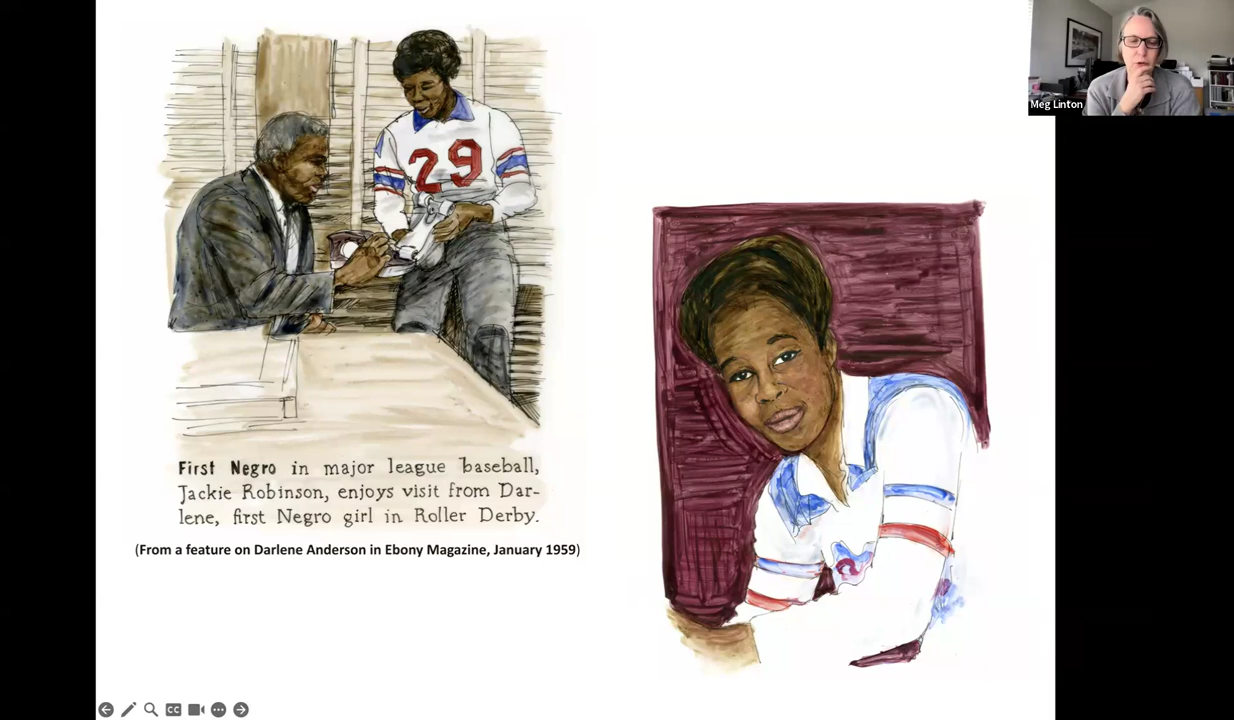 Meg Linton
29
First Negro in major league baseball,
Jackie Robinson, enjoys visit from Dar-
lene, first Negro girl in Roller Derby.
(From a feature on Darlene Anderson in Ebony Magazine, January 1959)
CC